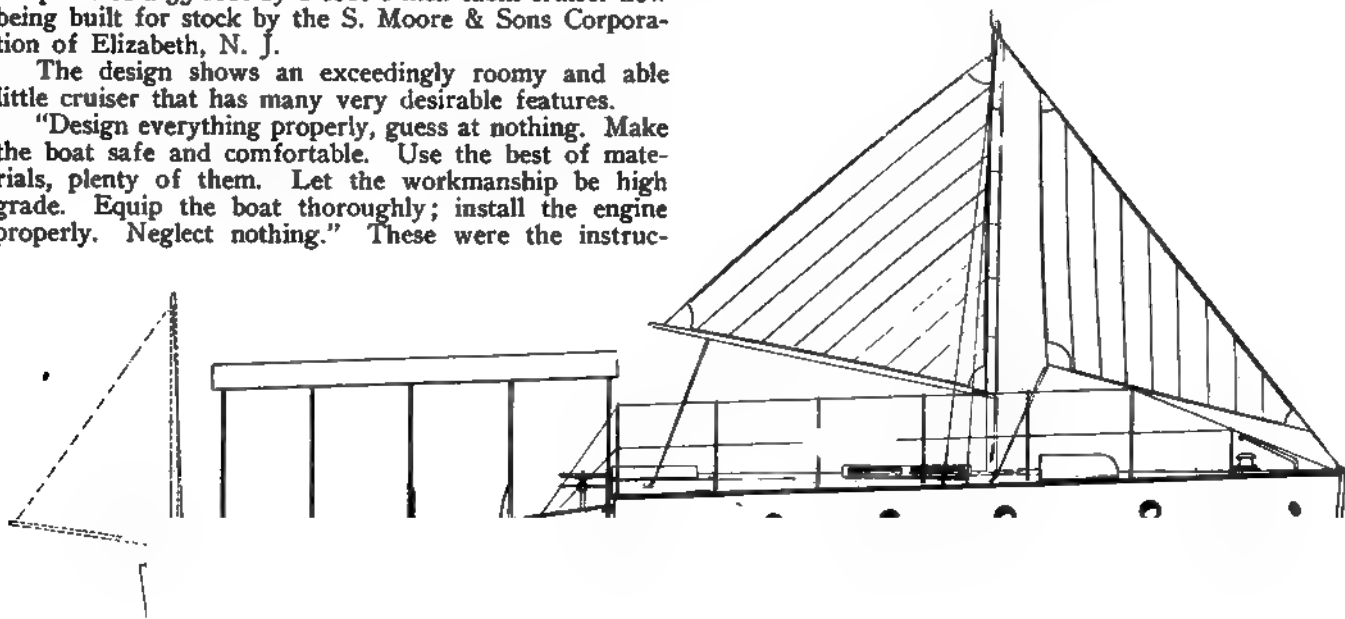 being built for stock by the S. Moore & Sons Corpora-
tion of Elizabeth, N. J.
The design shows an exceedingly roomy and able
little cruiser that has many very desirable features.
"Design everything properly, guess at nothing. Make
the boat safe and comfortable. Use the best of mate-
rials, plenty of them. Let the workmanship be high
grade. Equip the boat thoroughly; install the engine
properly. Neglect nothing." These were the instruc-